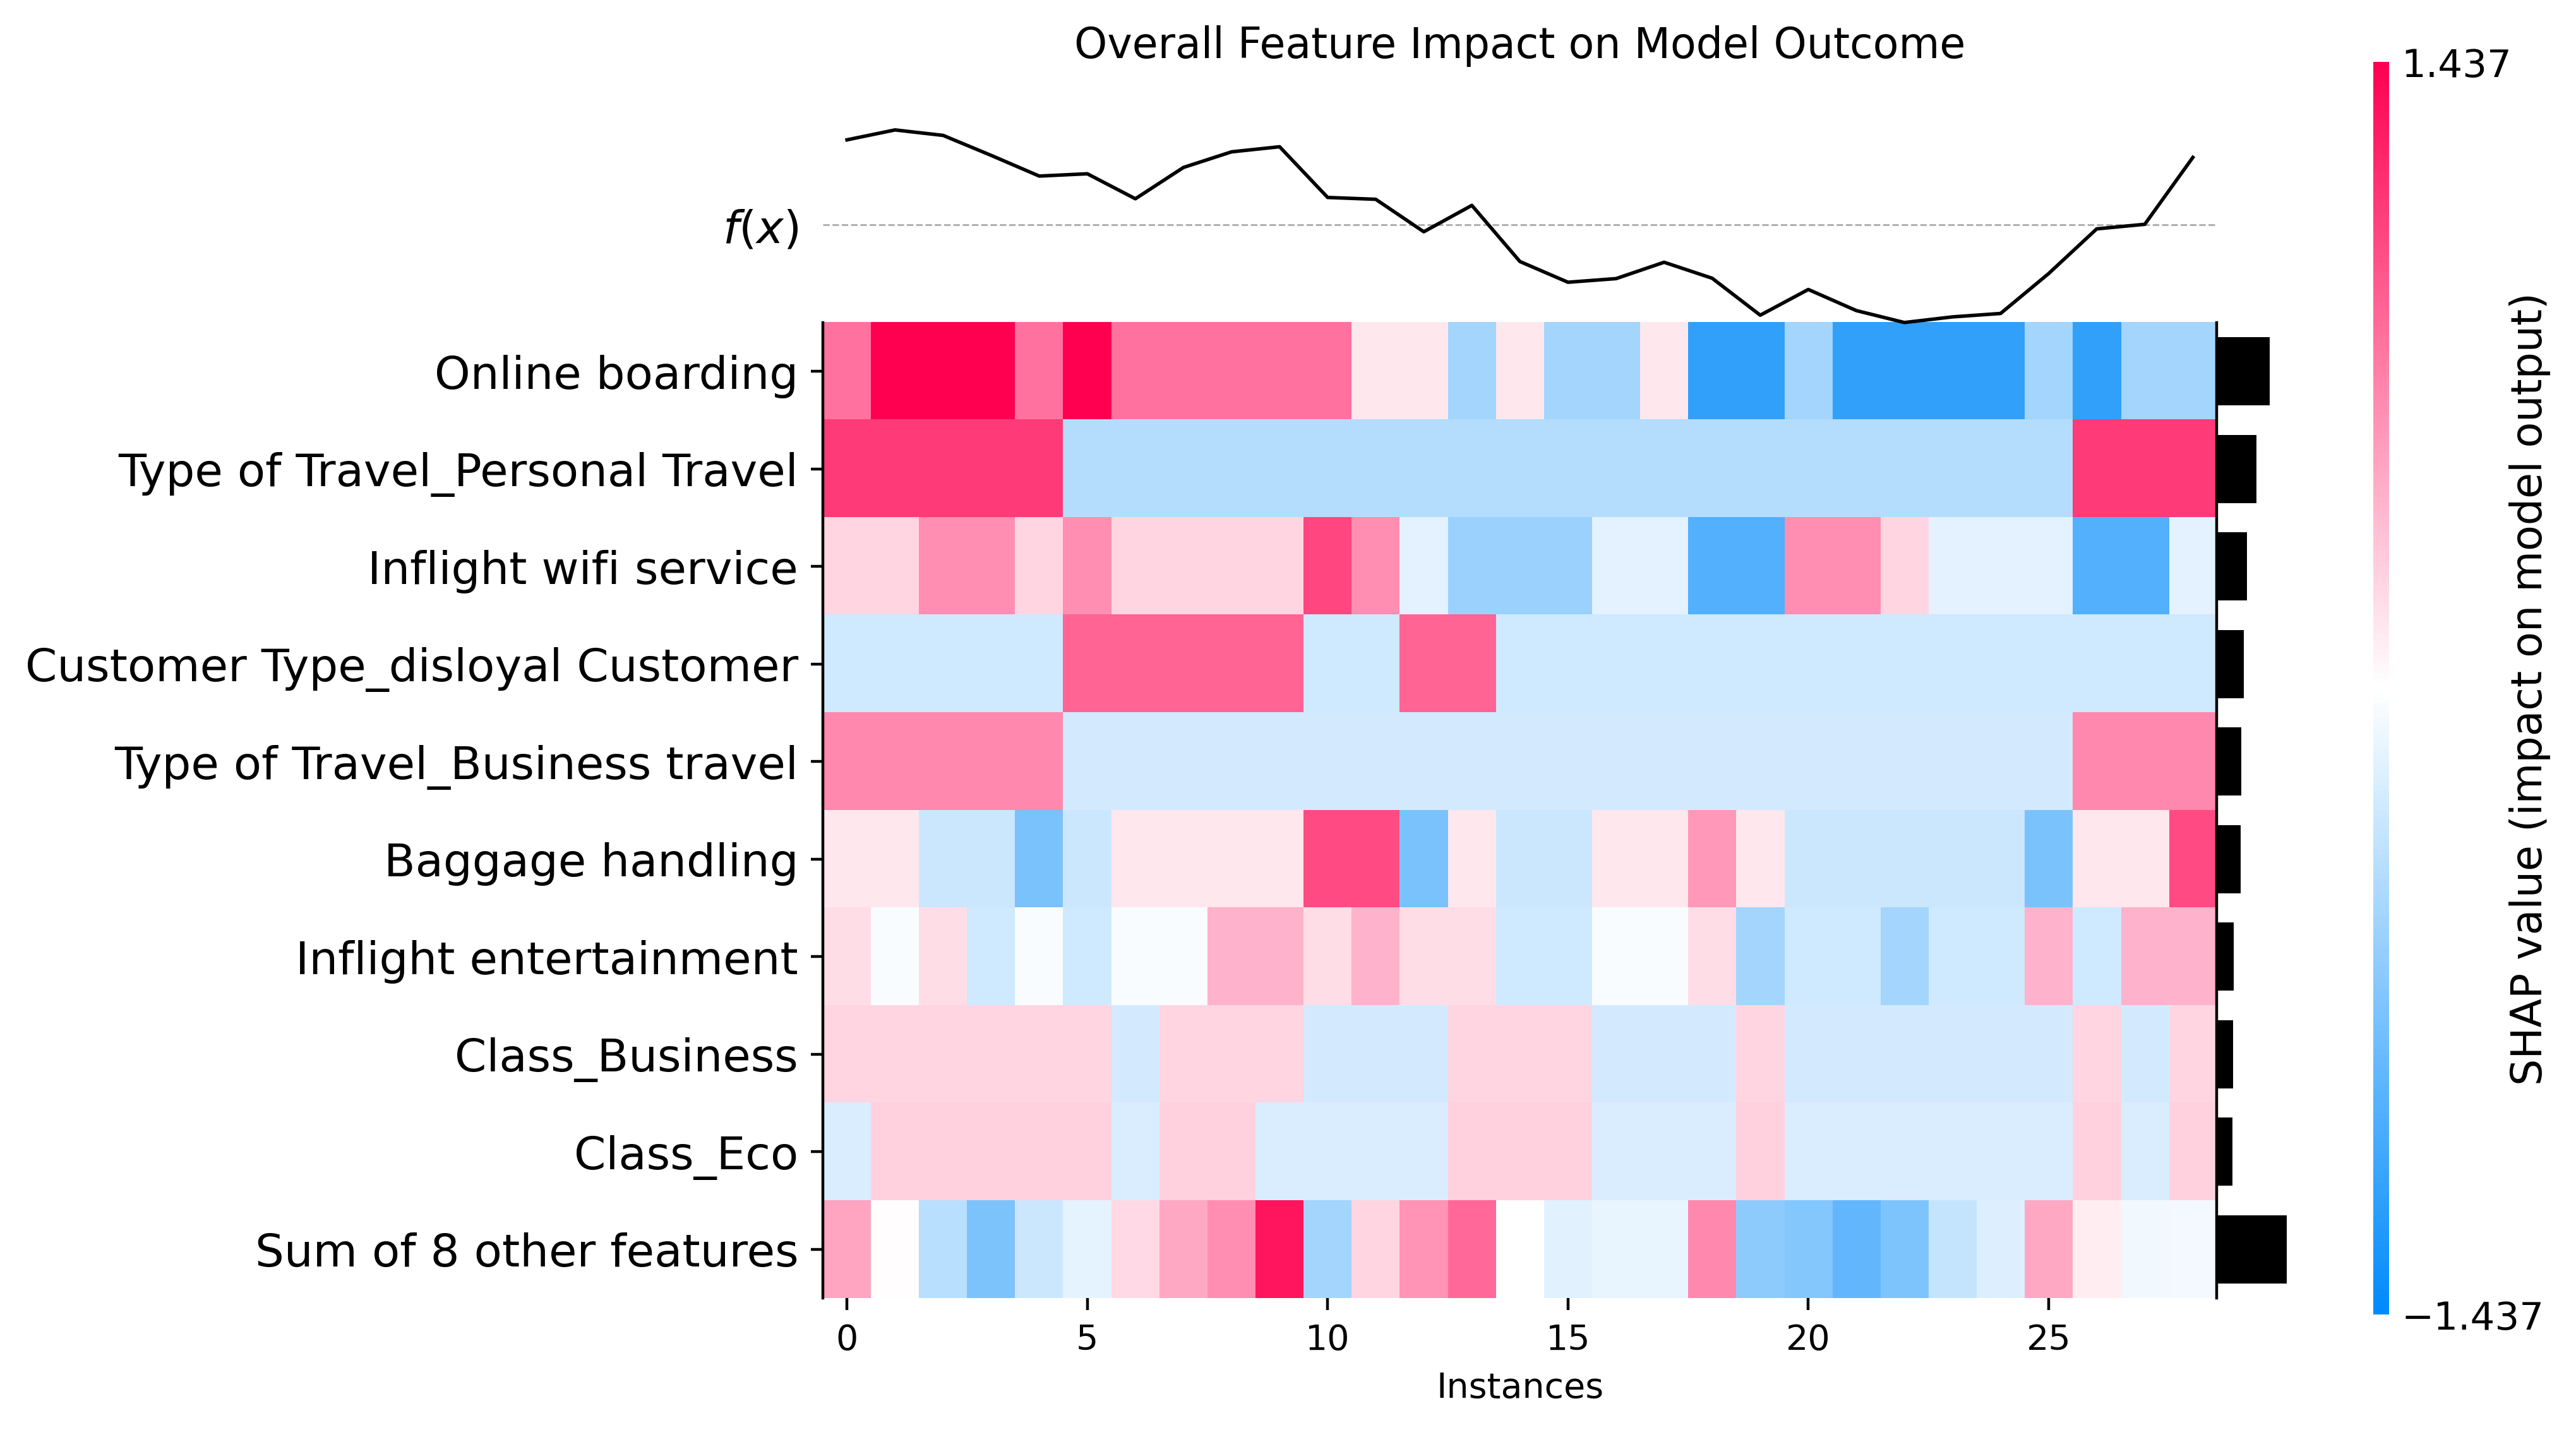 Overall Feature Impact on Model Outcome
1.437
f(x)
Online boarding
Type of Travel_Personal Travel
Inflight wifi service
Customer Type_disloyal Customer
Type of Travel_Business travel
Baggage handling
Inflight entertainment
Class_Business
Class_Eco
Sum of 8 other features
SHAP value (impact on model output)
−1.437
0 5 10 15 20 25
Instances